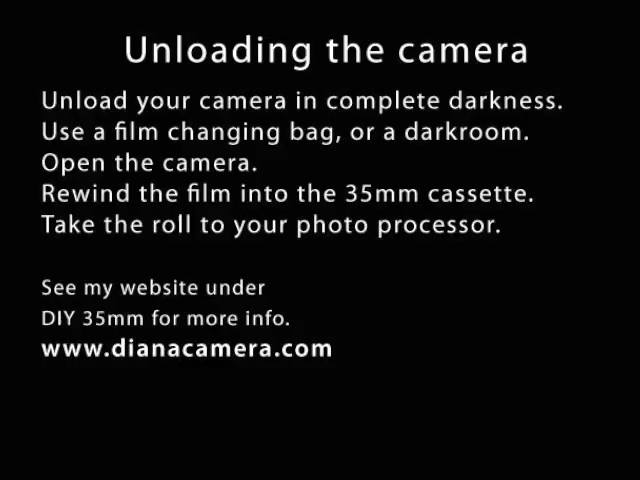 Unloading the camera
Unload your camera in complete darkness.
Use a film changing bag, or a darkroom.
Open the camera.
Rewind the film into the 35mm cassette.
Take the roll to your photo processor.
See my website under
DIY 35mm for more info.
www.dianacamera.com